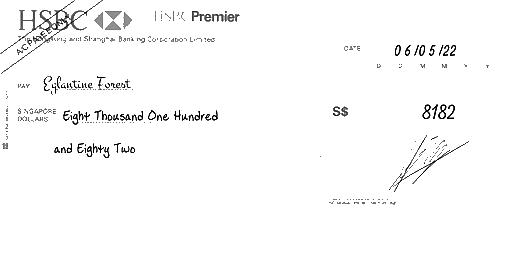 HSBC HSBC Premier
The Hongkong and Shanghai Banking Corporation Limited
A/C PAYEE ONLY
DATE 06/05/22
D D M M Y Y
PAY Eglantine Forest
SINGAPORE DOLLARS Eight Thousand One Hundred
S$ 8182
and Eighty Two